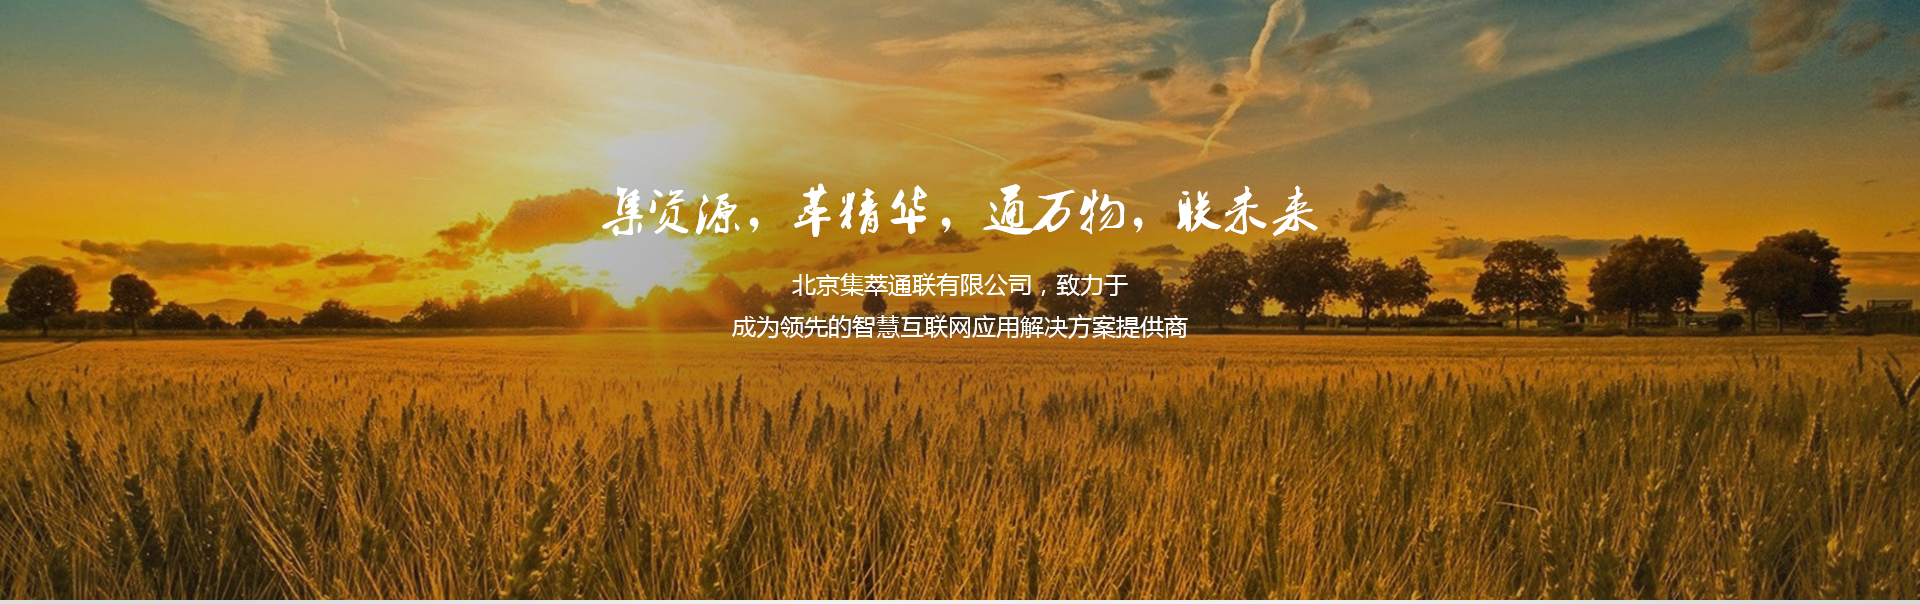 集资源，萃精华，通万物，联未来
北京集萃通联有限公司，致力于
成为领先的智慧互联网应用解决方案提供商